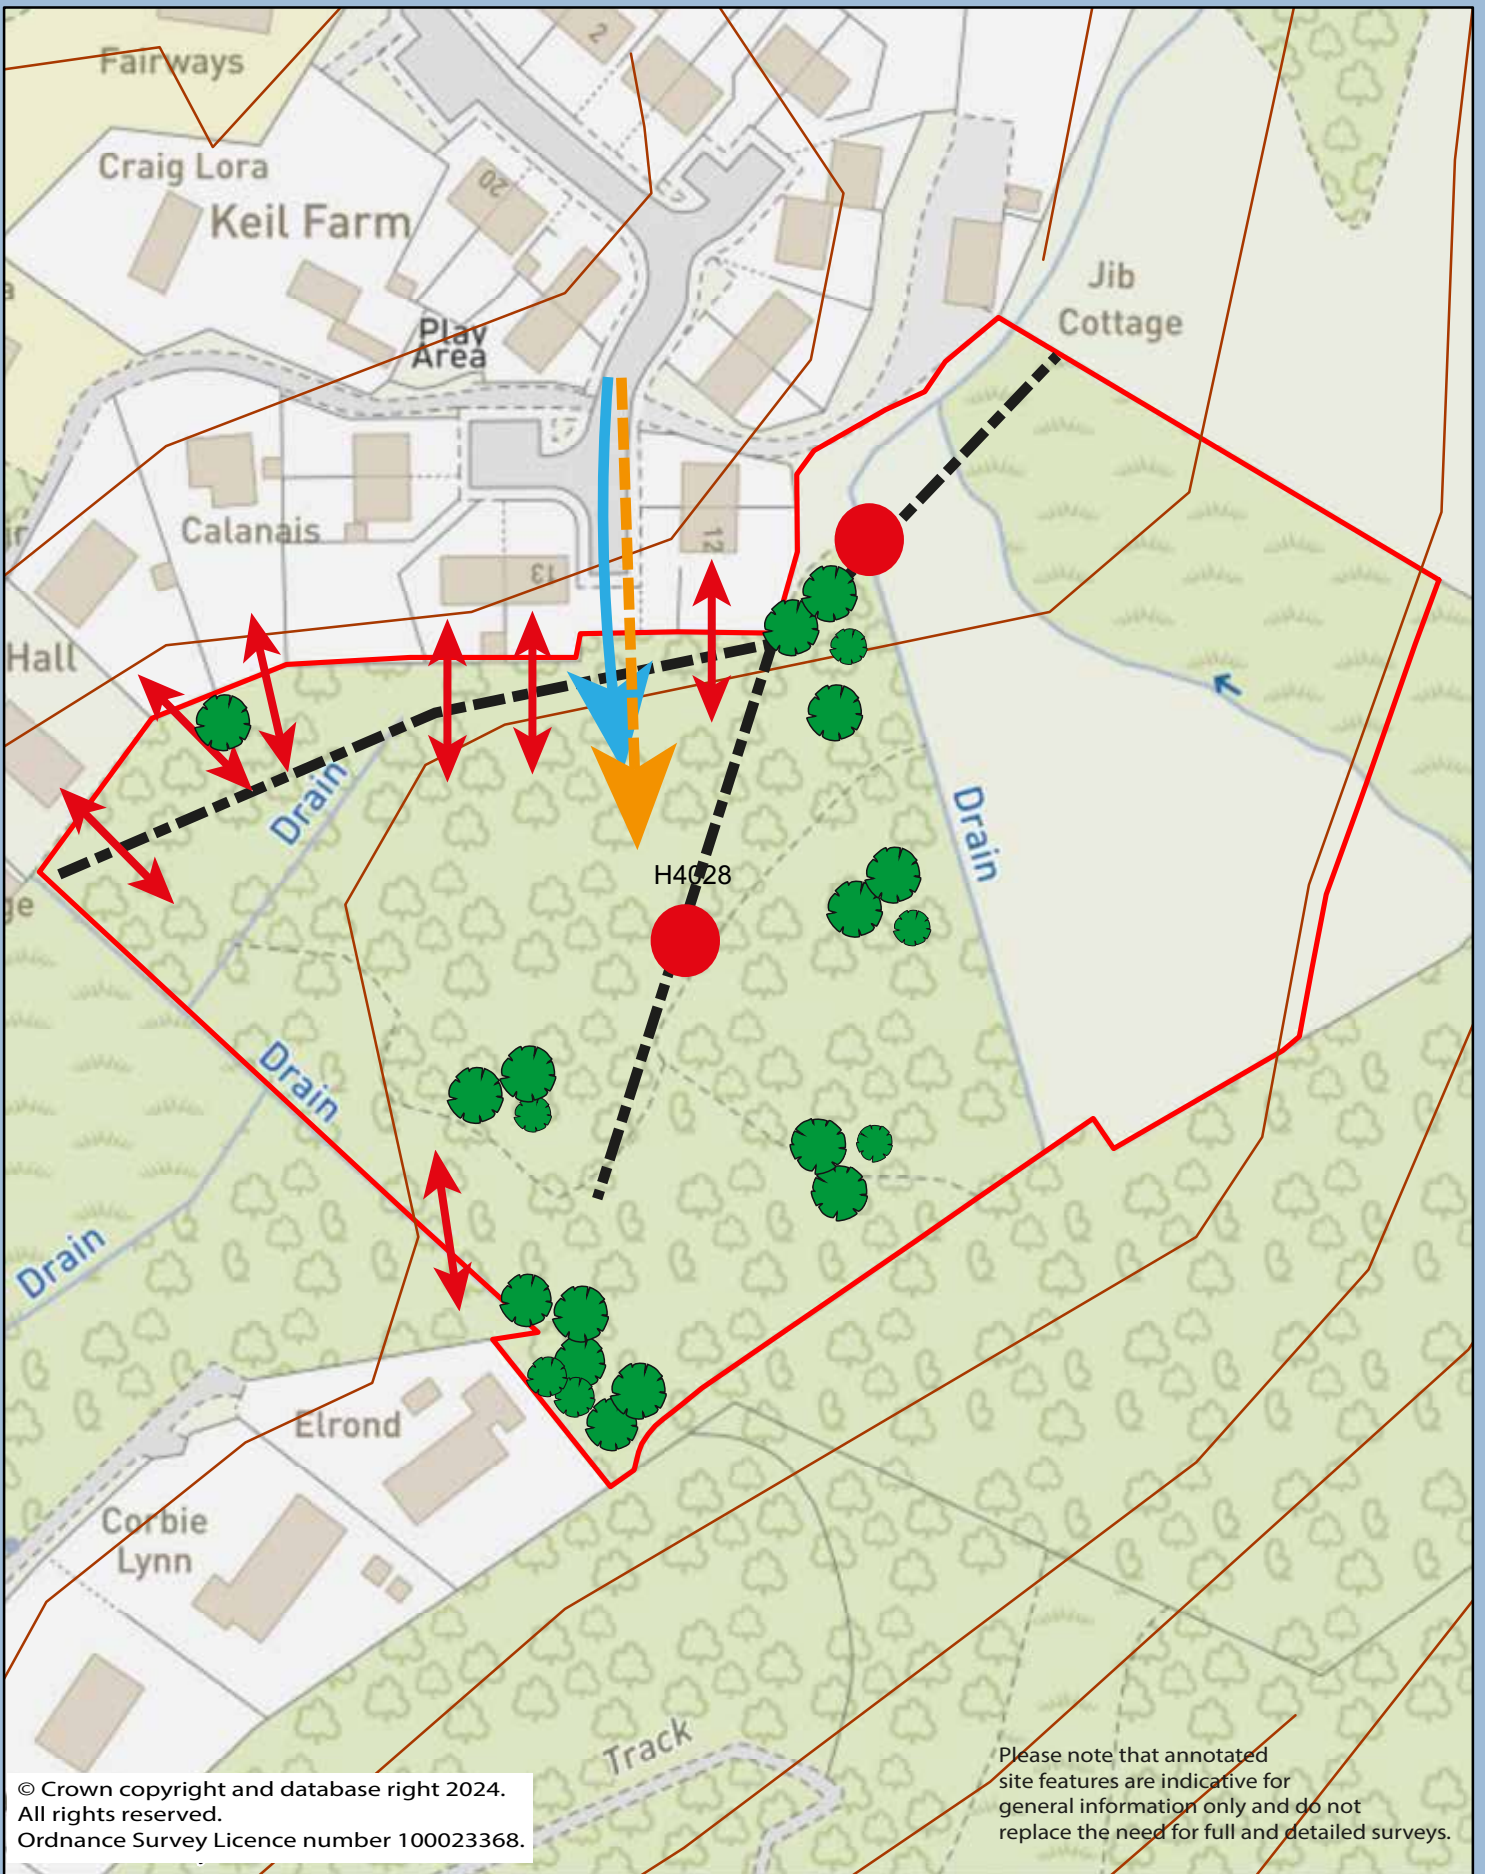 Fairways
2
Craig Lora
20
Keil Farm
Jib
Cottage
Play
Area
Calanais
12
13
Hall
Drain
Drain
H4028
ge
Drain
Drain
Elrond
Corbie
Lynn
Track
Please note that annotated
site features are indicative for
general information only and do not
replace the need for full and detailed surveys.
© Crown copyright and database right 2024.
All rights reserved.
Ordnance Survey Licence number 100023368.